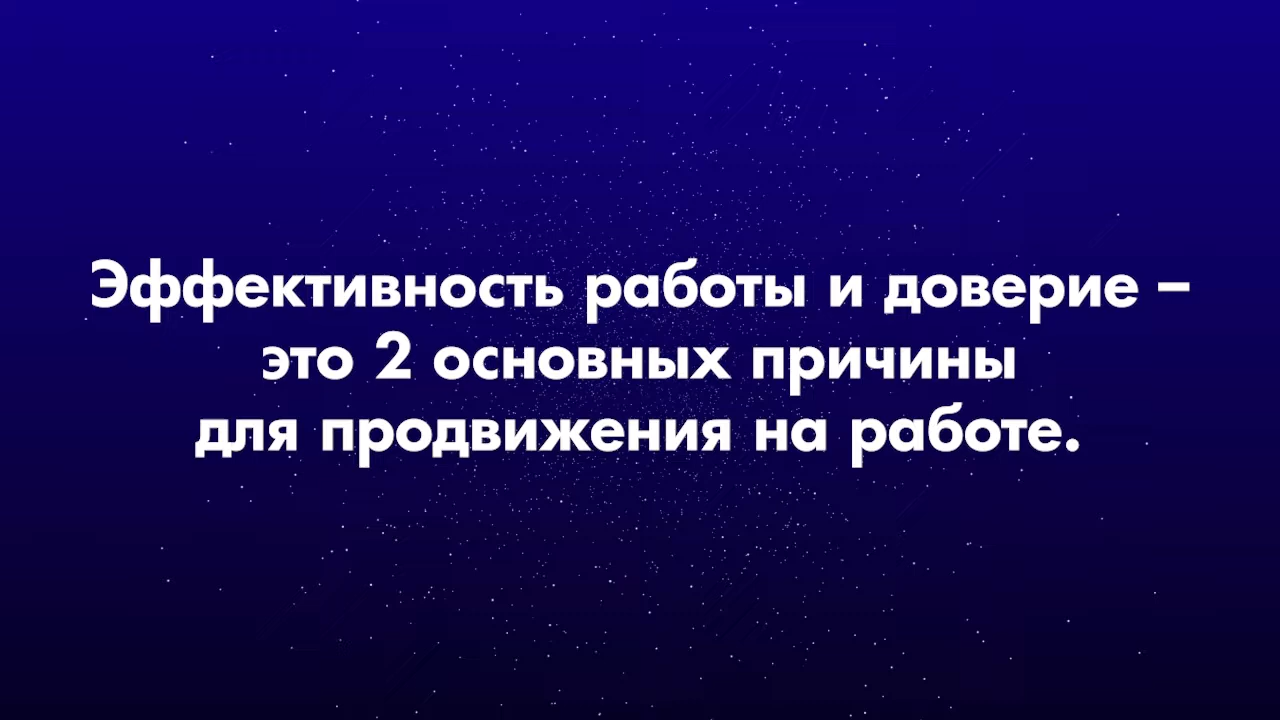 Эффективность работы и доверие –
это 2 основных причины
для продвижения на работе.